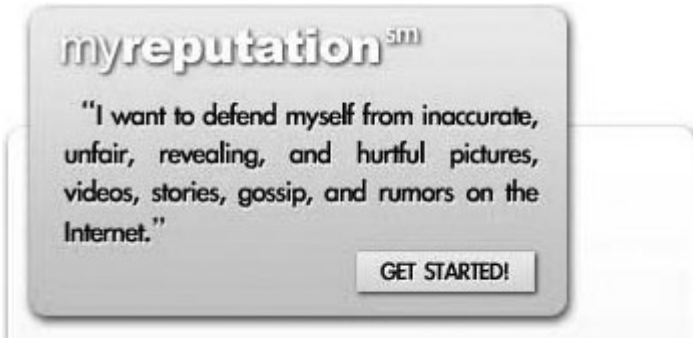 myreputation℠
“I want to defend myself from inaccurate,
unfair, revealing, and hurtful pictures,
videos, stories, gossip, and rumors on the
Internet.”
GET STARTED!